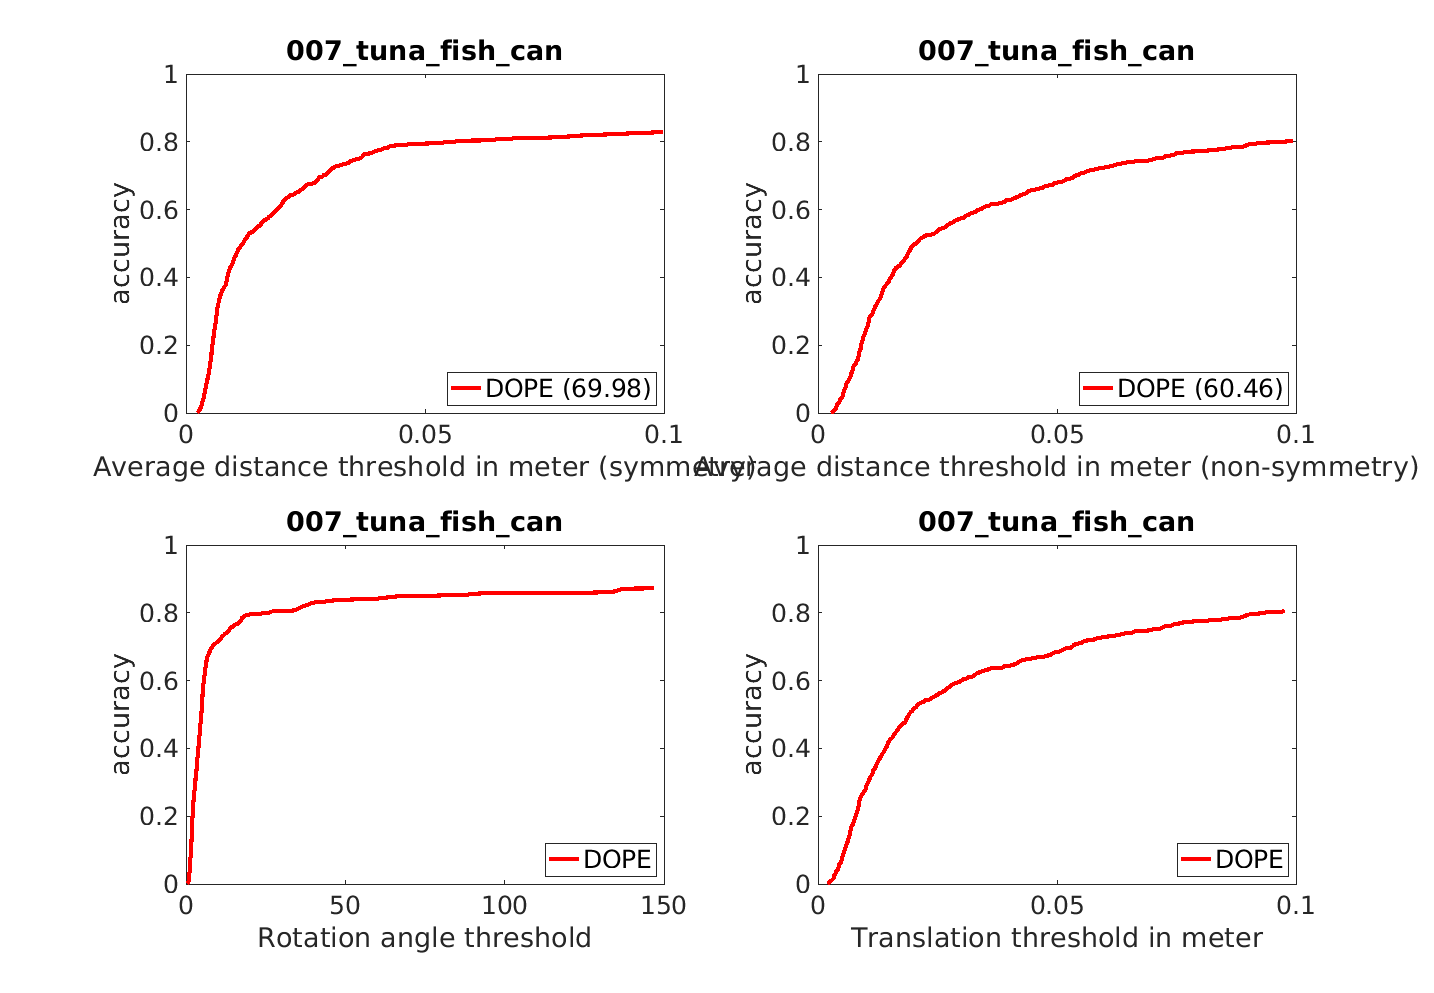 007_tuna_fish_can
1
0.8
0.6
0.4
0.2
0
accuracy
DOPE (69.98)
0
0.05
0.1
Average distance threshold in meter (symmetry)
007_tuna_fish_can
1
0.8
0.6
0.4
0.2
0
accuracy
DOPE (60.46)
0
0.05
0.1
Average distance threshold in meter (non-symmetry)
007_tuna_fish_can
1
0.8
0.6
0.4
0.2
0
accuracy
DOPE
0
50
100
150
Rotation angle threshold
007_tuna_fish_can
1
0.8
0.6
0.4
0.2
0
accuracy
DOPE
0
0.05
0.1
Translation threshold in meter